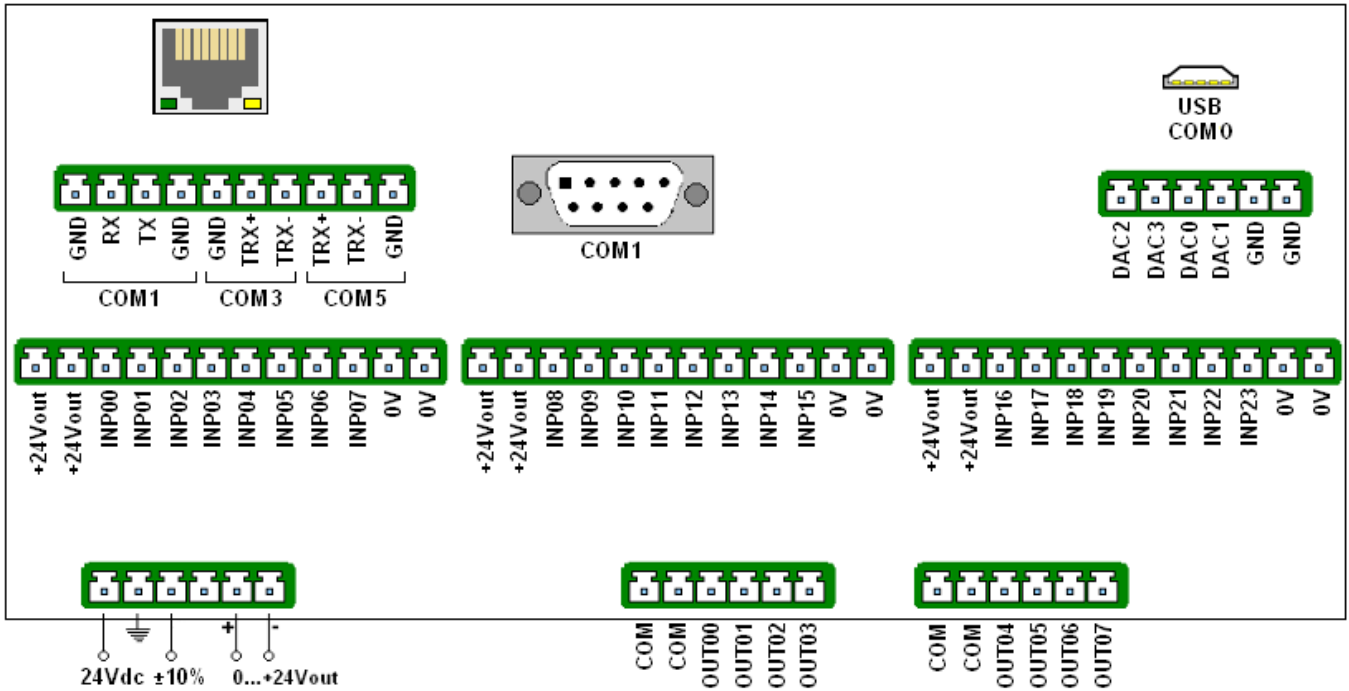 USB
COM0
GND RX TX GND GND TRX+ TRX- TRX+ TRX- GND
COM1 COM3 COM5
COM1
DAC2 DAC3 DAC0 DAC1 GND GND
+24Vout +24Vout INP00 INP01 INP02 INP03 INP04 INP05 INP06 INP07 0V 0V
+24Vout +24Vout INP08 INP09 INP10 INP11 INP12 INP13 INP14 INP15 0V 0V
+24Vout +24Vout INP16 INP17 INP18 INP19 INP20 INP21 INP22 INP23 0V 0V
+ -
24Vdc ±10% 0...+24Vout
COM COM OUT00 OUT01 OUT02 OUT03
COM COM OUT04 OUT05 OUT06 OUT07